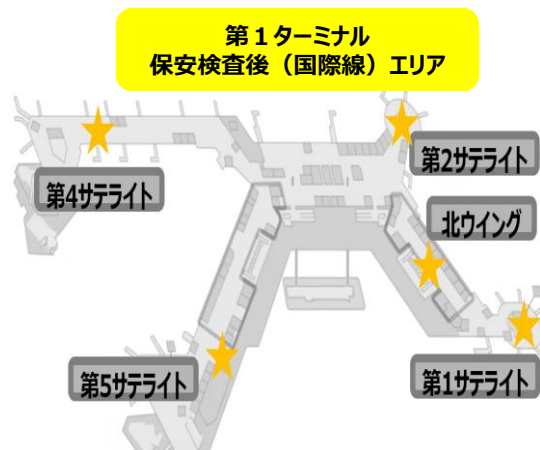 第１ターミナル
保安検査後（国際線）エリア
第2サテライト
第4サテライト
北ウイング
第5サテライト
第1サテライト